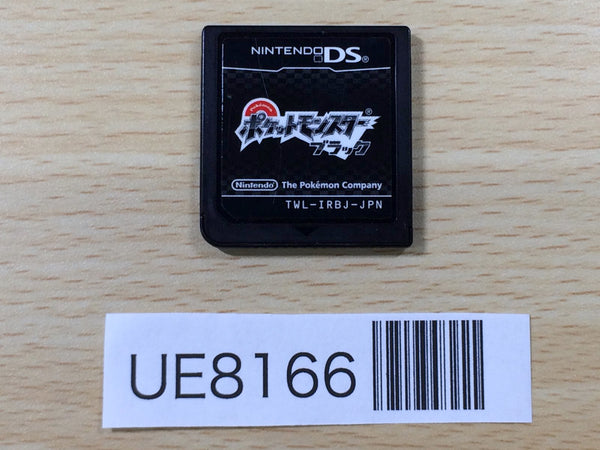 NINTENDO DS®
Pokémon
ポケットモンスター®
ブラック
Nintendo® The Pokémon Company
TWL-IRBJ-JPN
UE8166